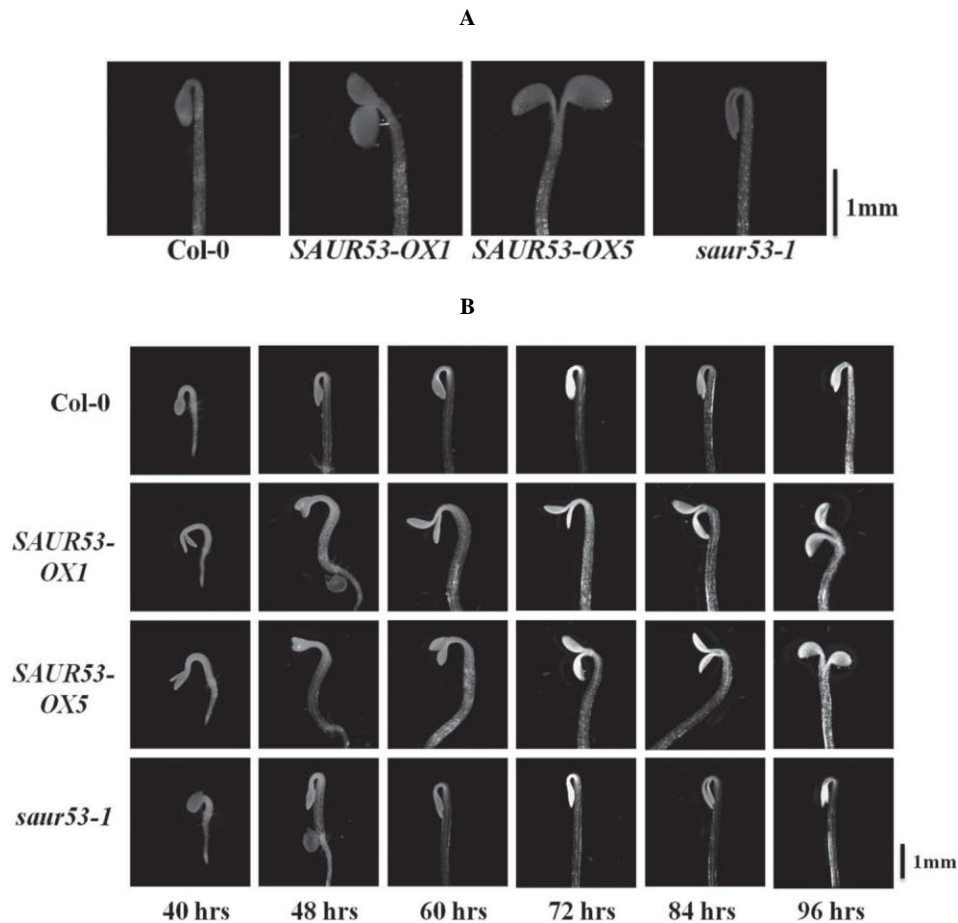 A
1mm
Col-0 SAUR53-OX1 SAUR53-OX5 saur53-1
B
Col-0
SAUR53-
OX1
SAUR53-
OX5
saur53-1
1mm
40 hrs 48 hrs 60 hrs 72 hrs 84 hrs 96 hrs